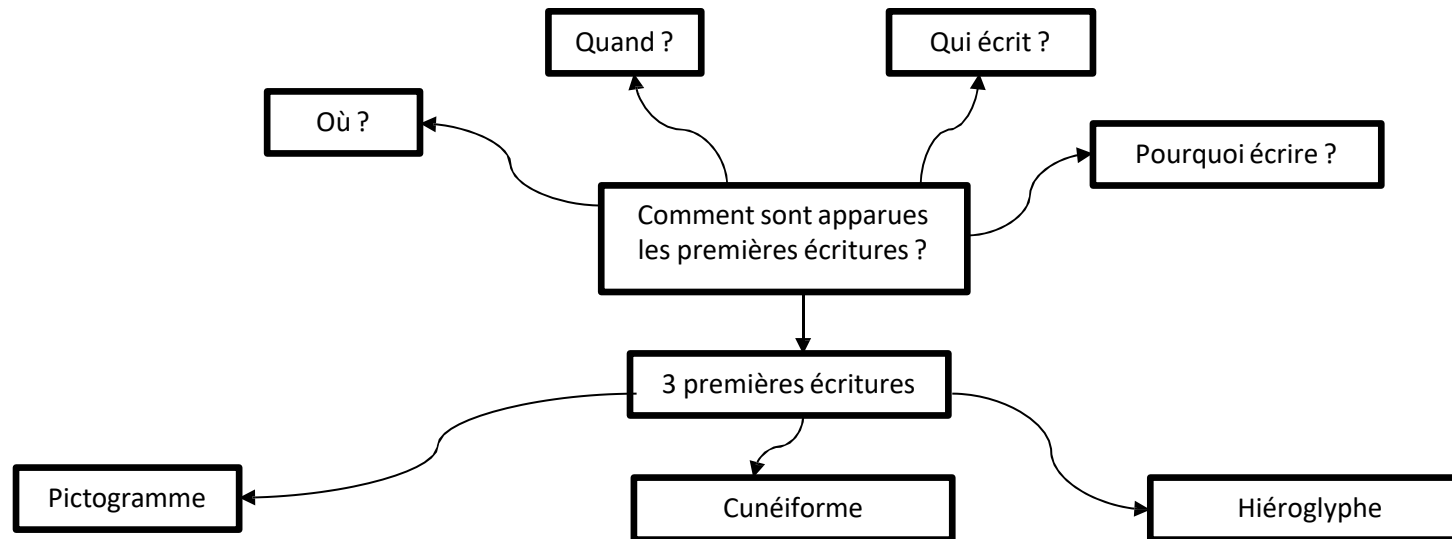 Quand ?
Qui écrit ?
Où ?
Pourquoi écrire ?
Comment sont apparues
les premières écritures ?
3 premières écritures
Pictogramme
Cunéiforme
Hiéroglyphe